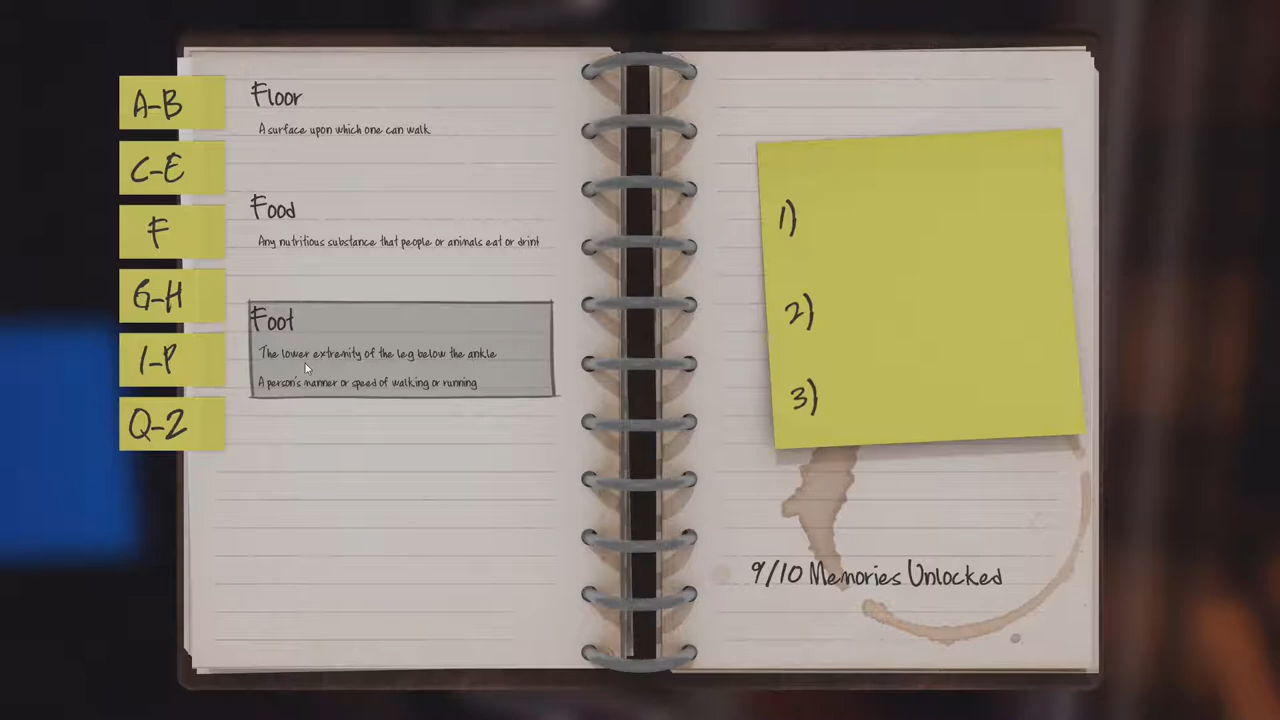 A-B
C-E
F
G-H
I-P
Q-Z
Floor
A surface upon which one can walk
Food
Any nutritious substance that people or animals eat or drink
Foot
The lower extremity of the leg below the ankle
A person's manner or speed of walking or running
1)
2)
3)
9/10 Memories Unlocked